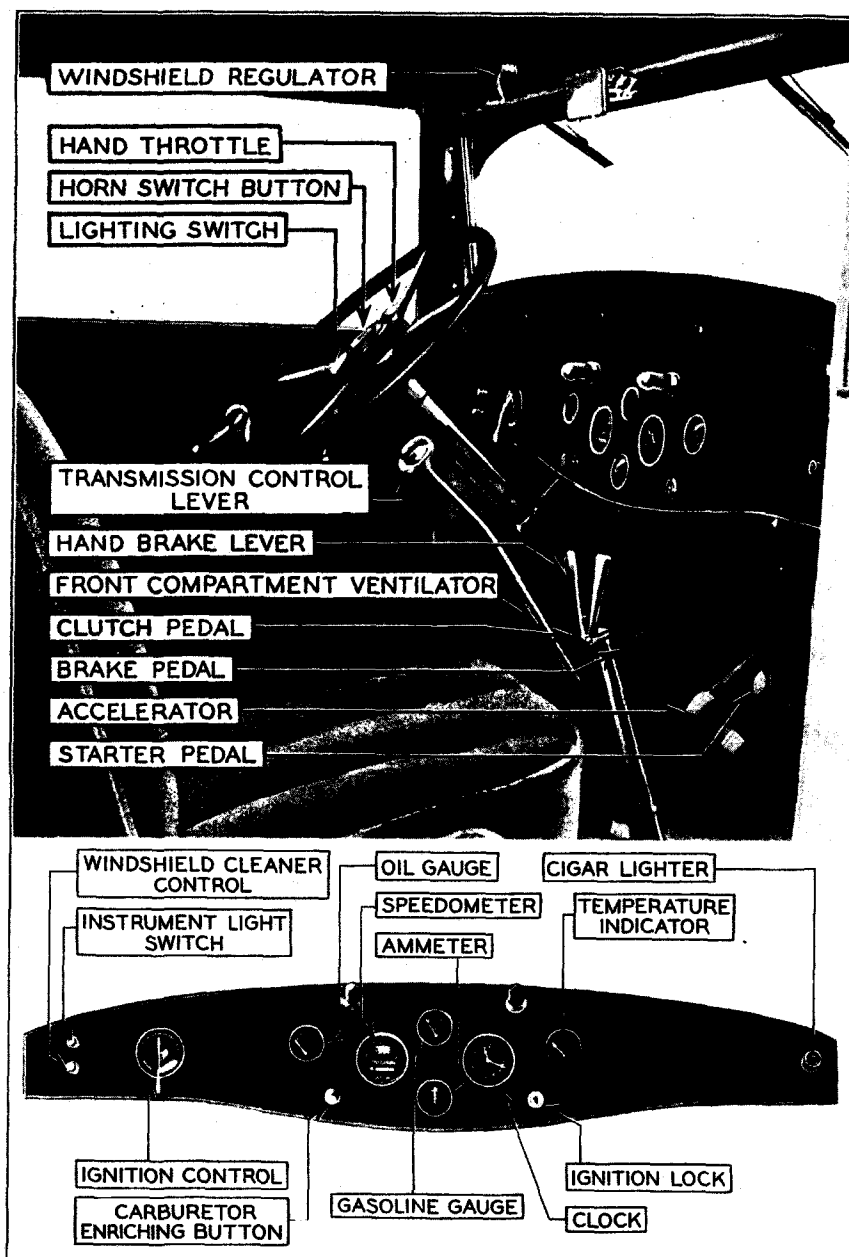 WINDSHIELD REGULATOR
HAND THROTTLE
HORN SWITCH BUTTON
LIGHTING SWITCH
TRANSMISSION CONTROL
LEVER
HAND BRAKE LEVER
FRONT COMPARTMENT VENTILATOR
CLUTCH PEDAL
BRAKE PEDAL
ACCELERATOR
STARTER PEDAL
WINDSHIELD CLEANER
CONTROL
OIL GAUGE
CIGAR LIGHTER
INSTRUMENT LIGHT
SWITCH
SPEEDOMETER
TEMPERATURE
INDICATOR
AMMETER
IGNITION CONTROL
CARBURETOR
ENRICHING BUTTON
GASOLINE GAUGE
IGNITION LOCK
CLOCK